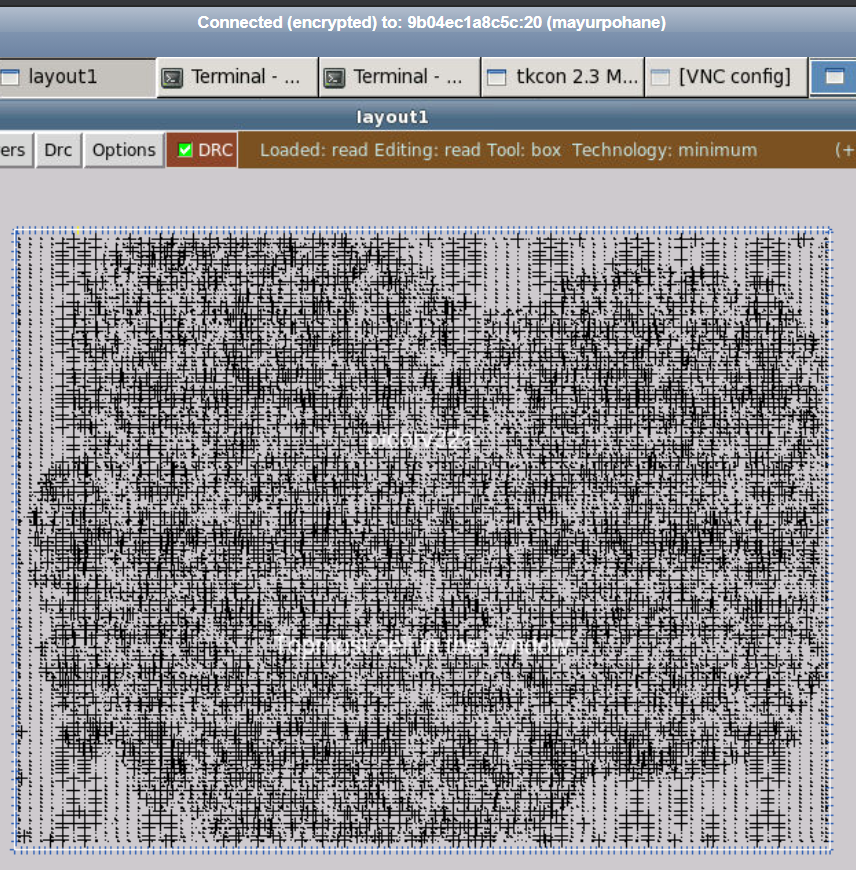 Connected (encrypted) to: 9b04ec1a8c5c:20 (mayurpohane)
layout1 Terminal - ... Terminal - ... tkcon 2.3 M... [VNC config]
layout1
ers Drc Options DRC Loaded: read Editing: read Tool: box Technology: minimum (+
picorv32a
Topmost cell in the window